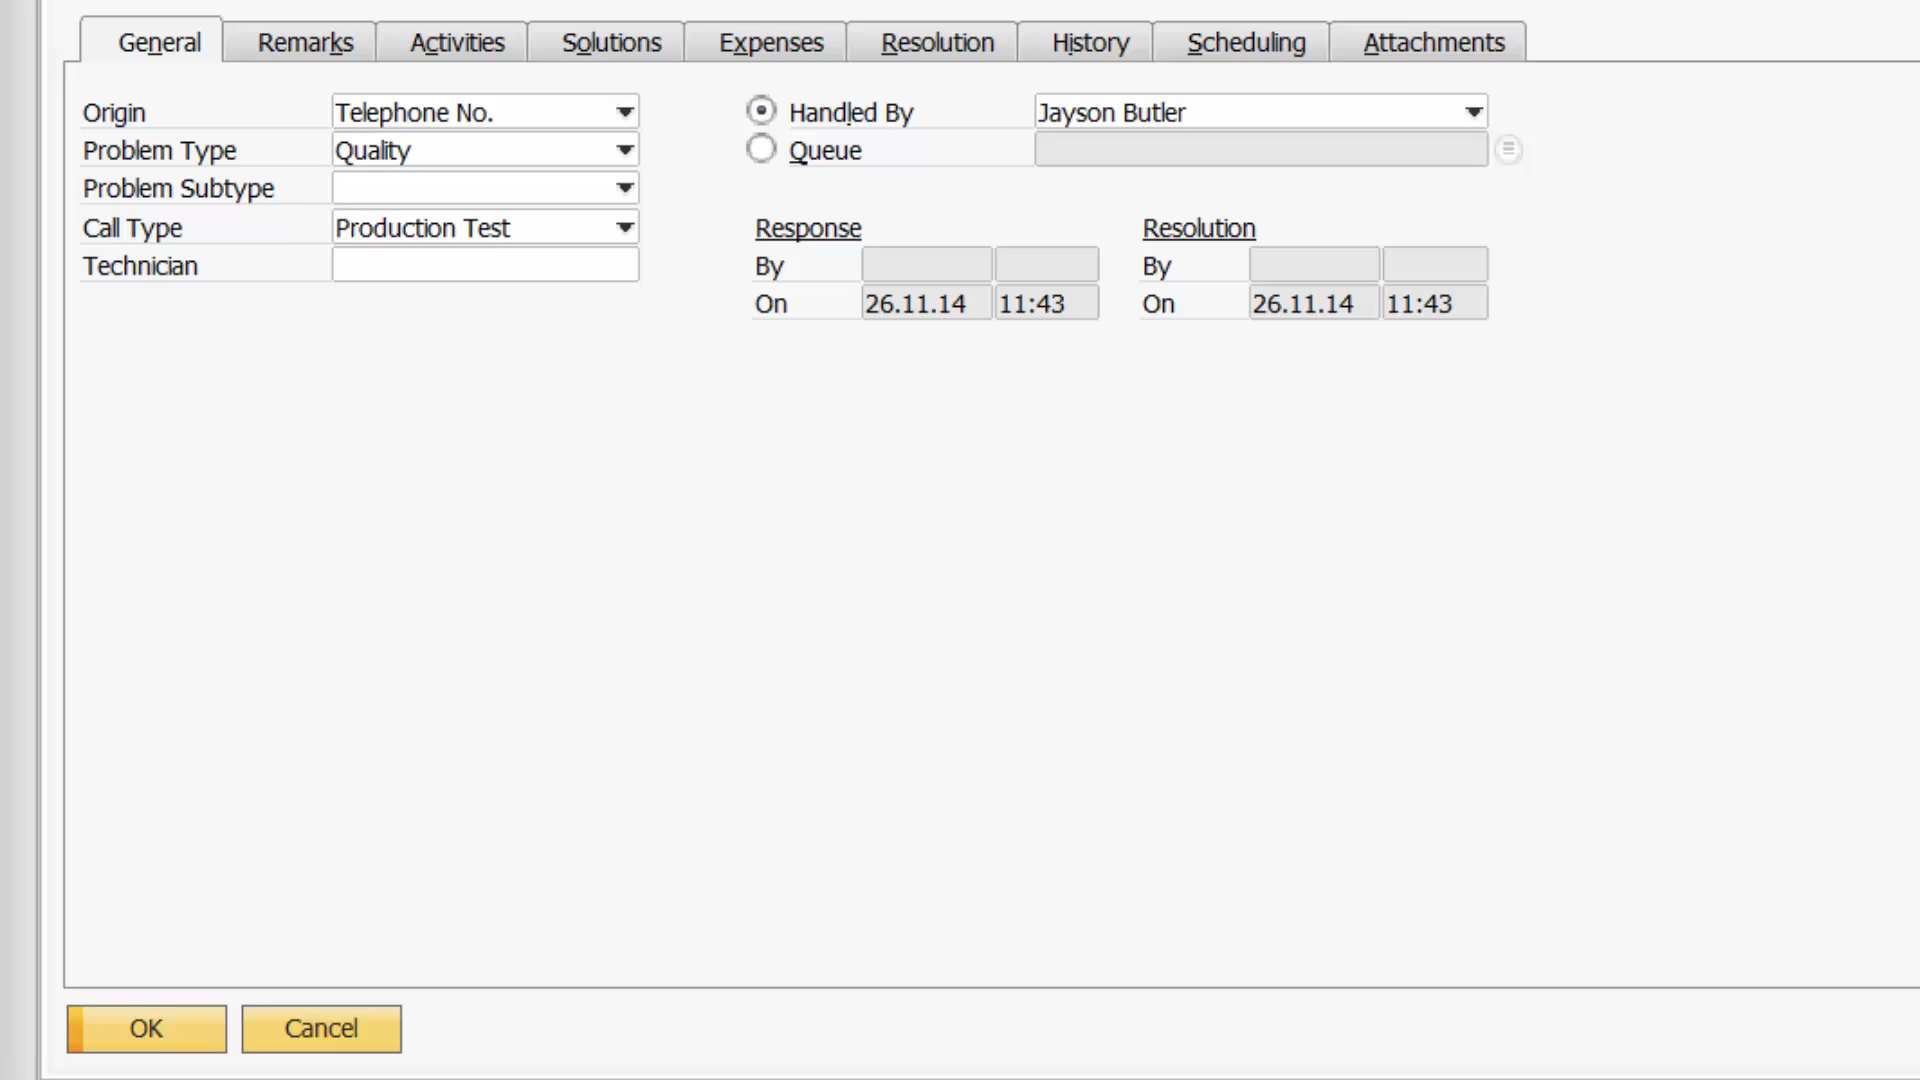 General Remarks Activities Solutions Expenses Resolution History Scheduling Attachments
Origin Telephone No. Handled By Jayson Butler
Problem Type Quality Queue
Problem Subtype
Call Type Production Test Response Resolution
Technician By By
On 26.11.14 11:43 On 26.11.14 11:43
OK Cancel